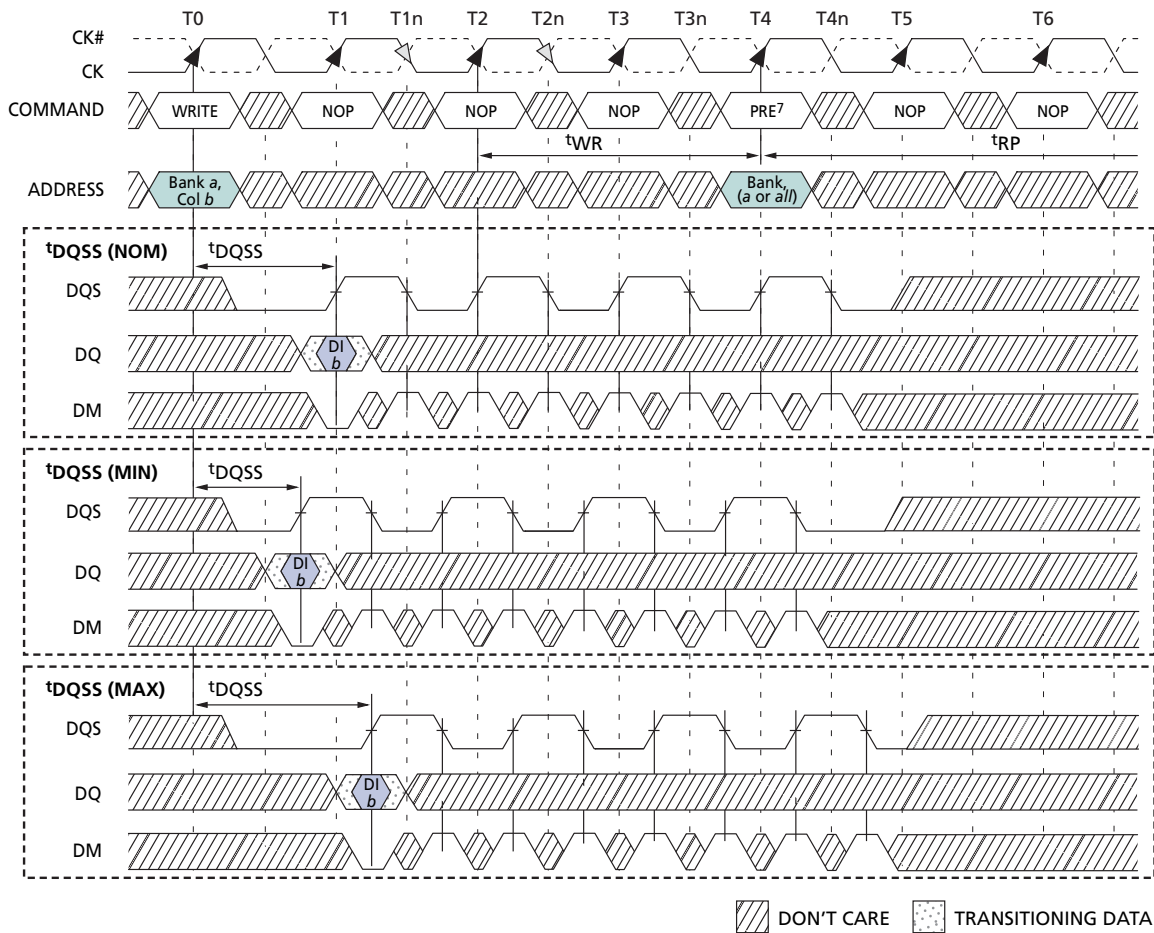 T0 T1 T1n T2 T2n T3 T3n T4 T4n T5 T6
CK#
CK
COMMAND WRITE NOP NOP NOP PRE7 NOP NOP
tWR tRP
ADDRESS Bank a, Col b Bank, (a or all)
tDQSS (NOM) tDQSS
DQS
DQ DI b
DM
tDQSS (MIN) tDQSS
DQS
DQ DI b
DM
tDQSS (MAX) tDQSS
DQS
DQ DI b
DM
DON'T CARE TRANSITIONING DATA